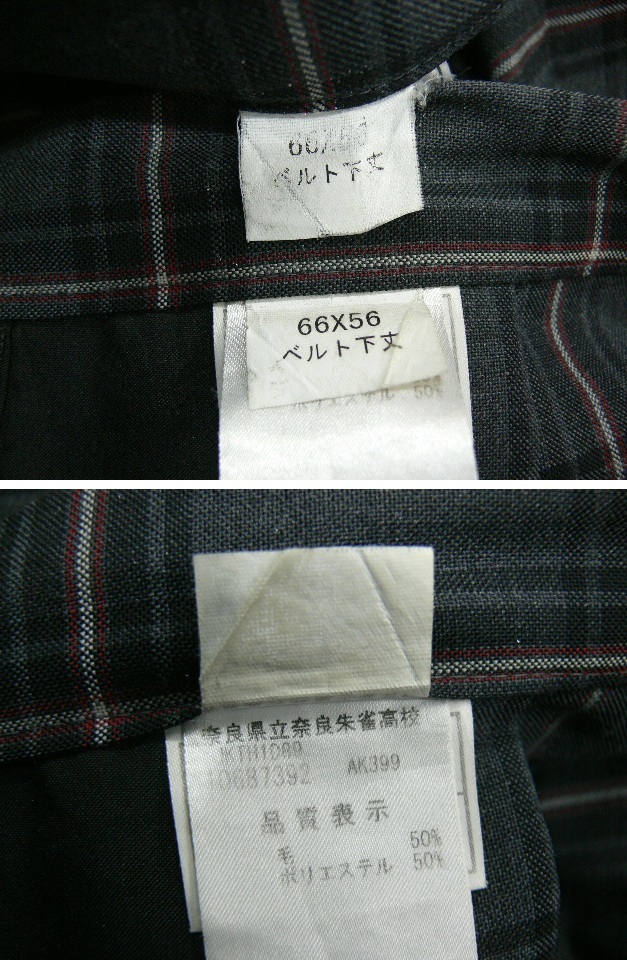 66X56
ベルト下丈
66X56
ベルト下丈
ポリエステル 50%
奈良県立奈良朱雀高校
10687392 AK399
品質表示
毛 50%
ポリエステル 50%